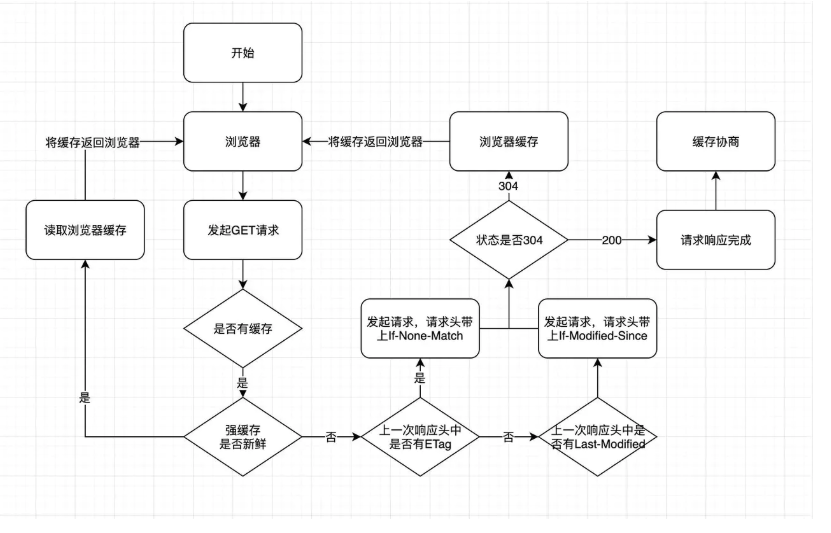 开始
将缓存返回浏览器
浏览器
将缓存返回浏览器
浏览器缓存
缓存协商
304
读取浏览器缓存
发起GET请求
状态是否304
200
请求响应完成
是否有缓存
发起请求，请求头带
上If-None-Match
发起请求，请求头带
上If-Modified-Since
是
是
是
强缓存
是否新鲜
否
上一次响应头中
是否有ETag
否
上一次响应头中是
否有Last-Modified